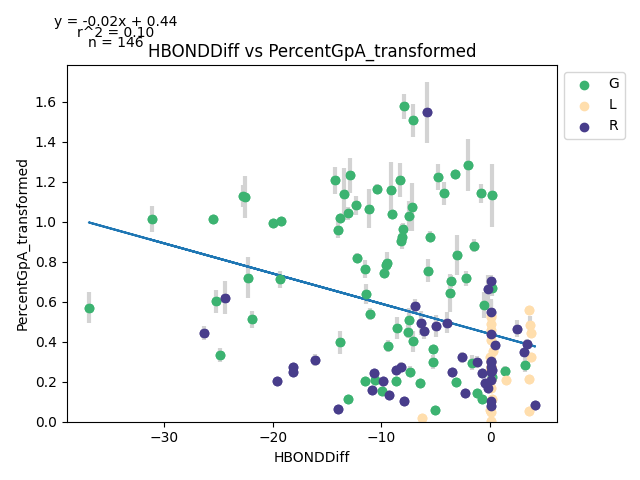 y = -0.02x + 0.44
r^2 = 0.10
n = 146
HBONDDiff vs PercentGpA_transformed
G
L
R
PercentGpA_transformed
1.6
1.4
1.2
1.0
0.8
0.6
0.4
0.2
0.0
−30
−20
−10
0
HBONDDiff